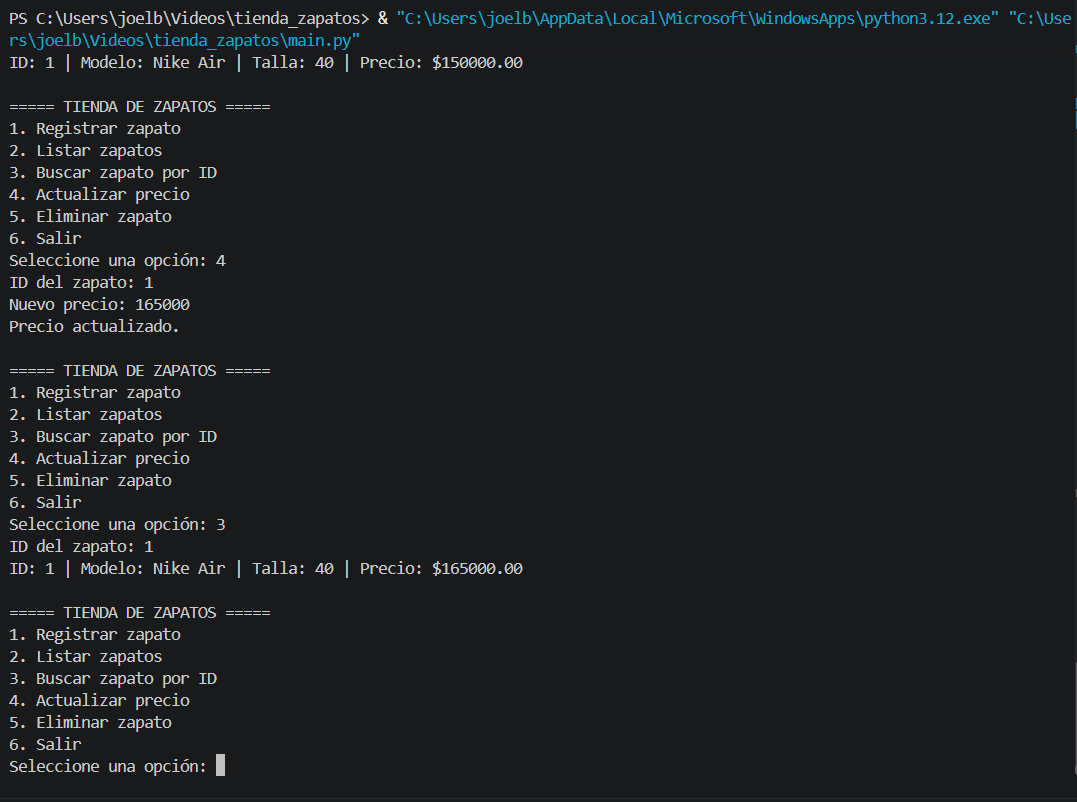 PS C:\Users\joelb\Videos\tienda_zapatos> & "C:\Users\joelb\AppData\Local\Microsoft\WindowsApps\python3.12.exe" "C:\Use
rs\joelb\Videos\tienda_zapatos\main.py"
ID: 1 | Modelo: Nike Air | Talla: 40 | Precio: $150000.00

===== TIENDA DE ZAPATOS =====
1. Registrar zapato
2. Listar zapatos
3. Buscar zapato por ID
4. Actualizar precio
5. Eliminar zapato
6. Salir
Seleccione una opción: 4
ID del zapato: 1
Nuevo precio: 165000
Precio actualizado.

===== TIENDA DE ZAPATOS =====
1. Registrar zapato
2. Listar zapatos
3. Buscar zapato por ID
4. Actualizar precio
5. Eliminar zapato
6. Salir
Seleccione una opción: 3
ID del zapato: 1
ID: 1 | Modelo: Nike Air | Talla: 40 | Precio: $165000.00

===== TIENDA DE ZAPATOS =====
1. Registrar zapato
2. Listar zapatos
3. Buscar zapato por ID
4. Actualizar precio
5. Eliminar zapato
6. Salir
Seleccione una opción: